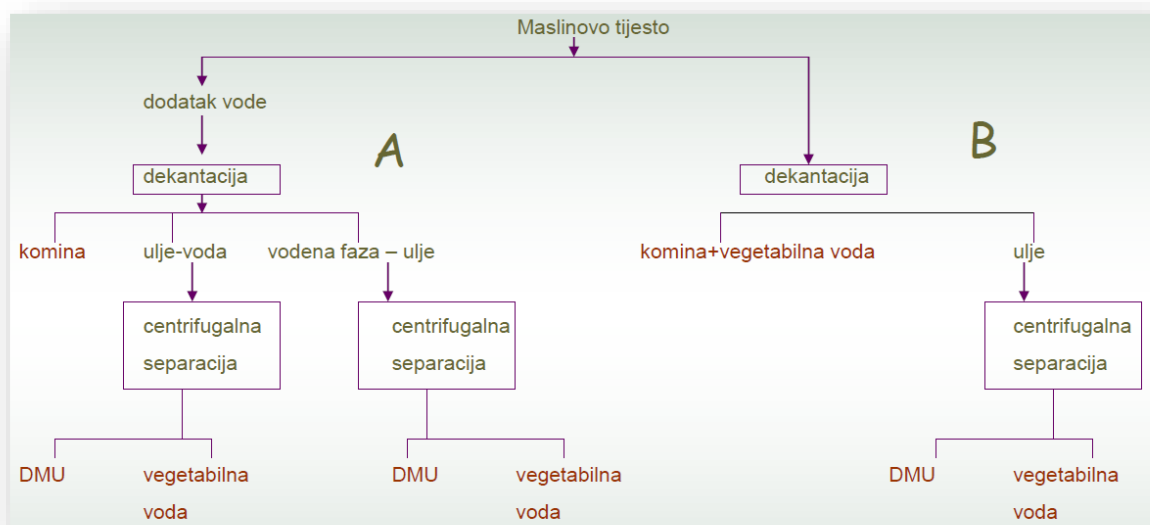 Maslinovo tijesto
dodatak vode
A
B
dekantacija
dekantacija
komina
ulje-voda
vodena faza – ulje
komina+vegetabilna voda
ulje
centrifugalna
separacija
centrifugalna
separacija
centrifugalna
separacija
DMU
vegetabilna
voda
DMU
vegetabilna
voda
DMU
vegetabilna
voda